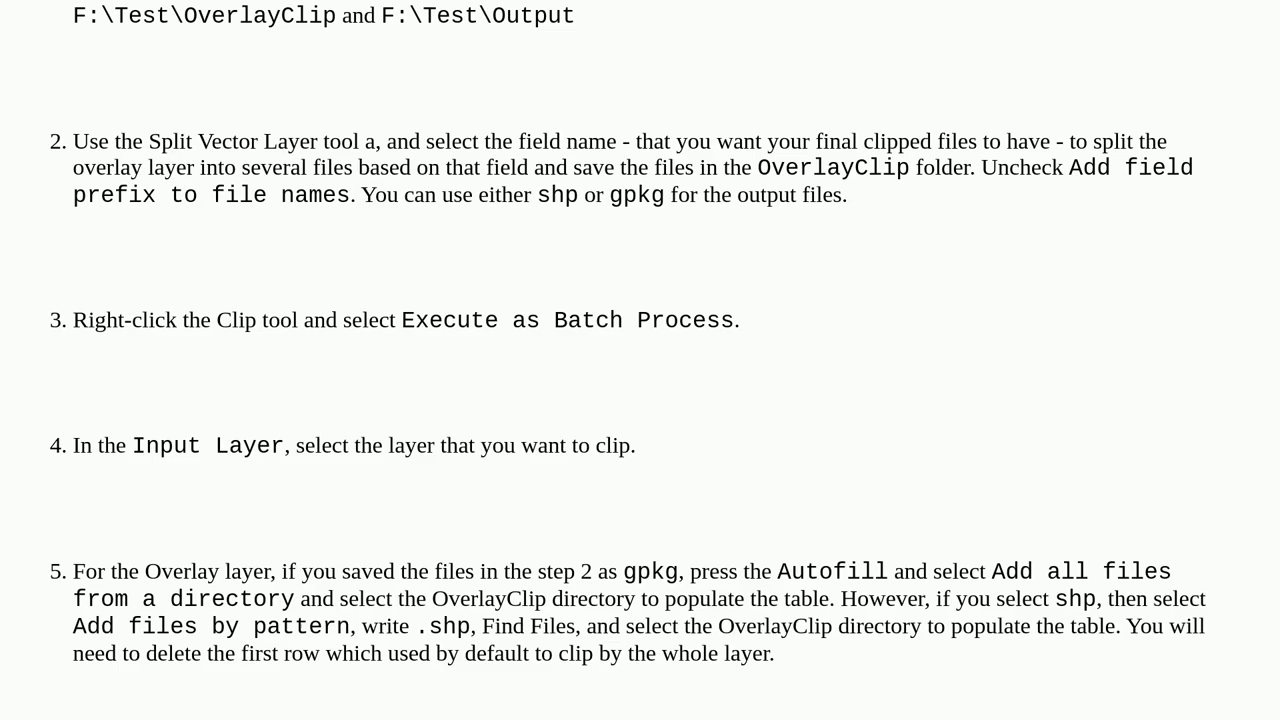 F:\Test\OverlayClip and F:\Test\Output
2. Use the Split Vector Layer tool a, and select the field name - that you want your final clipped files to have - to split the
overlay layer into several files based on that field and save the files in the OverlayClip folder. Uncheck Add field
prefix to file names. You can use either shp or gpkg for the output files.
3. Right-click the Clip tool and select Execute as Batch Process.
4. In the Input Layer, select the layer that you want to clip.
5. For the Overlay layer, if you saved the files in the step 2 as gpkg, press the Autofill and select Add all files
from a directory and select the OverlayClip directory to populate the table. However, if you select shp, then select
Add files by pattern, write .shp, Find Files, and select the OverlayClip directory to populate the table. You will
need to delete the first row which used by default to clip by the whole layer.